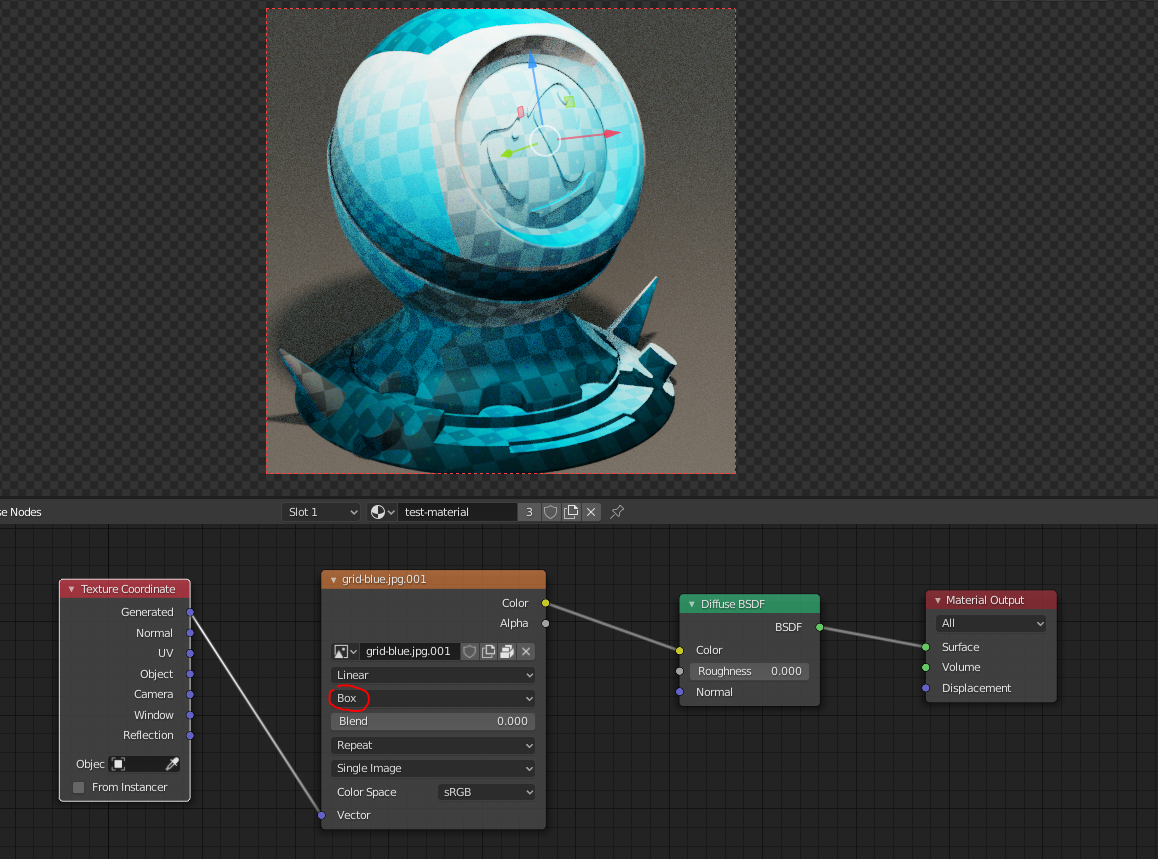 se Nodes
Slot 1
test-material
3
Texture Coordinate
Generated
Normal
UV
Object
Camera
Window
Reflection
Objec
From Instancer
grid-blue.jpg.001
Color
Alpha
grid-blue.jpg.001
Linear
Box
Blend 0.000
Repeat
Single Image
Color Space sRGB
Vector
Diffuse BSDF
BSDF
Color
Roughness 0.000
Normal
Material Output
All
Surface
Volume
Displacement